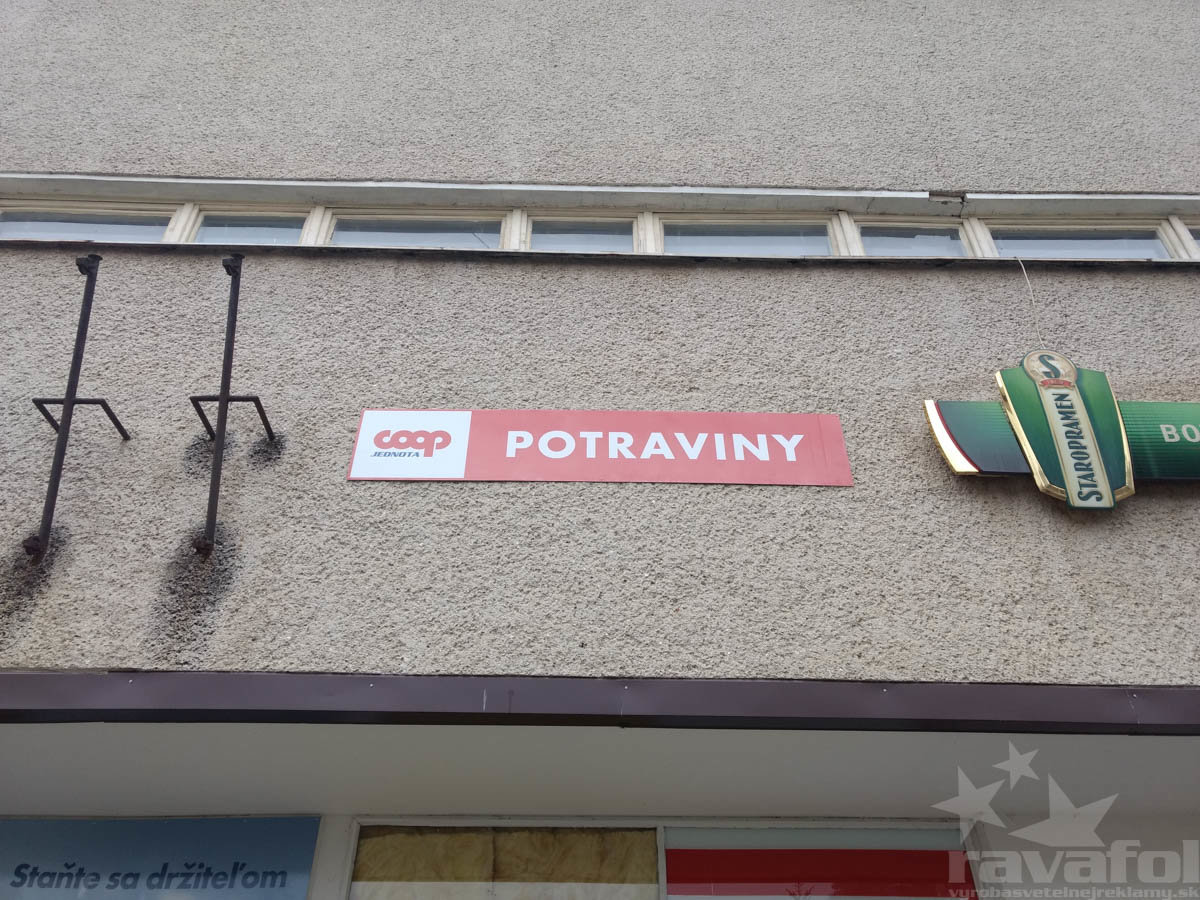 coop
JEDNOTA
POTRAVINY
S
STAROPRAMEN
BO
Staňte sa držiteľom
ravafol
vyrobasvetelnejreklamy.sk